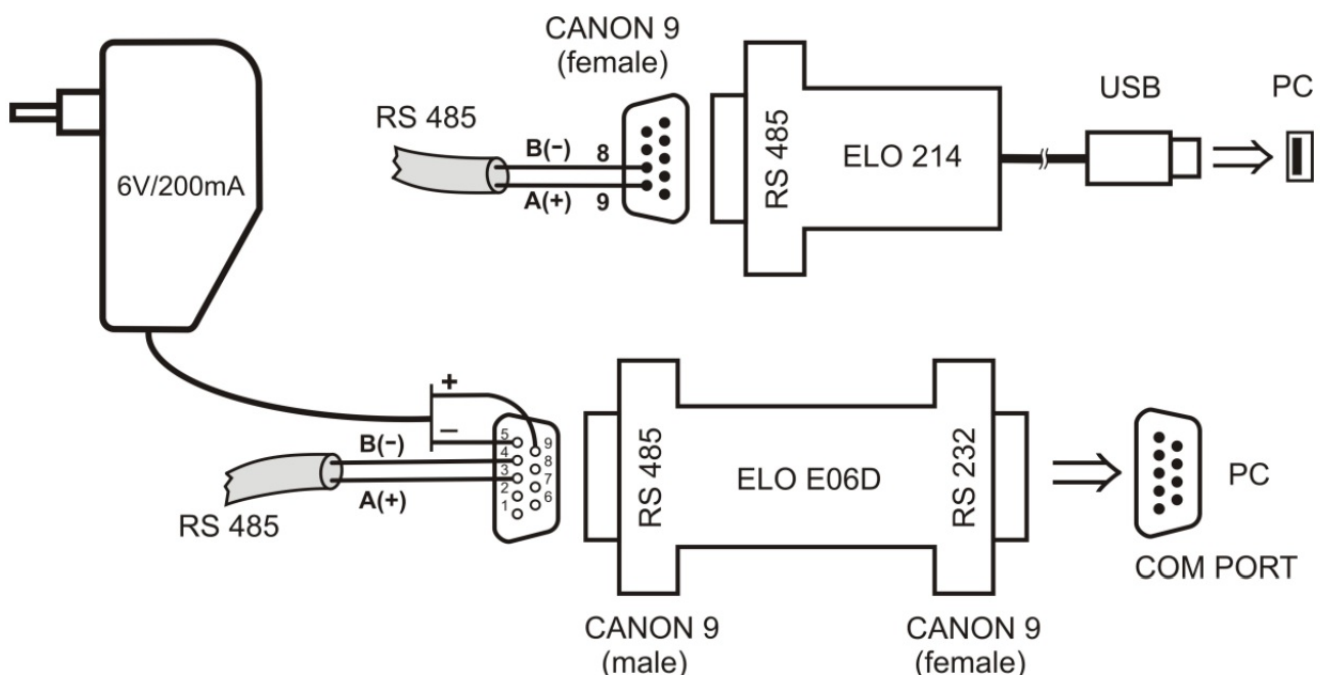 CANON 9
(female)
RS 485
B(-) 8
A(+) 9
RS 485
ELO 214
USB
PC
6V/200mA
+
−
B(-)
A(+)
RS 485
5
4
3
2
1
9
8
7
6
RS 485
ELO E06D
RS 232
PC
COM PORT
CANON 9
(male)
CANON 9
(female)